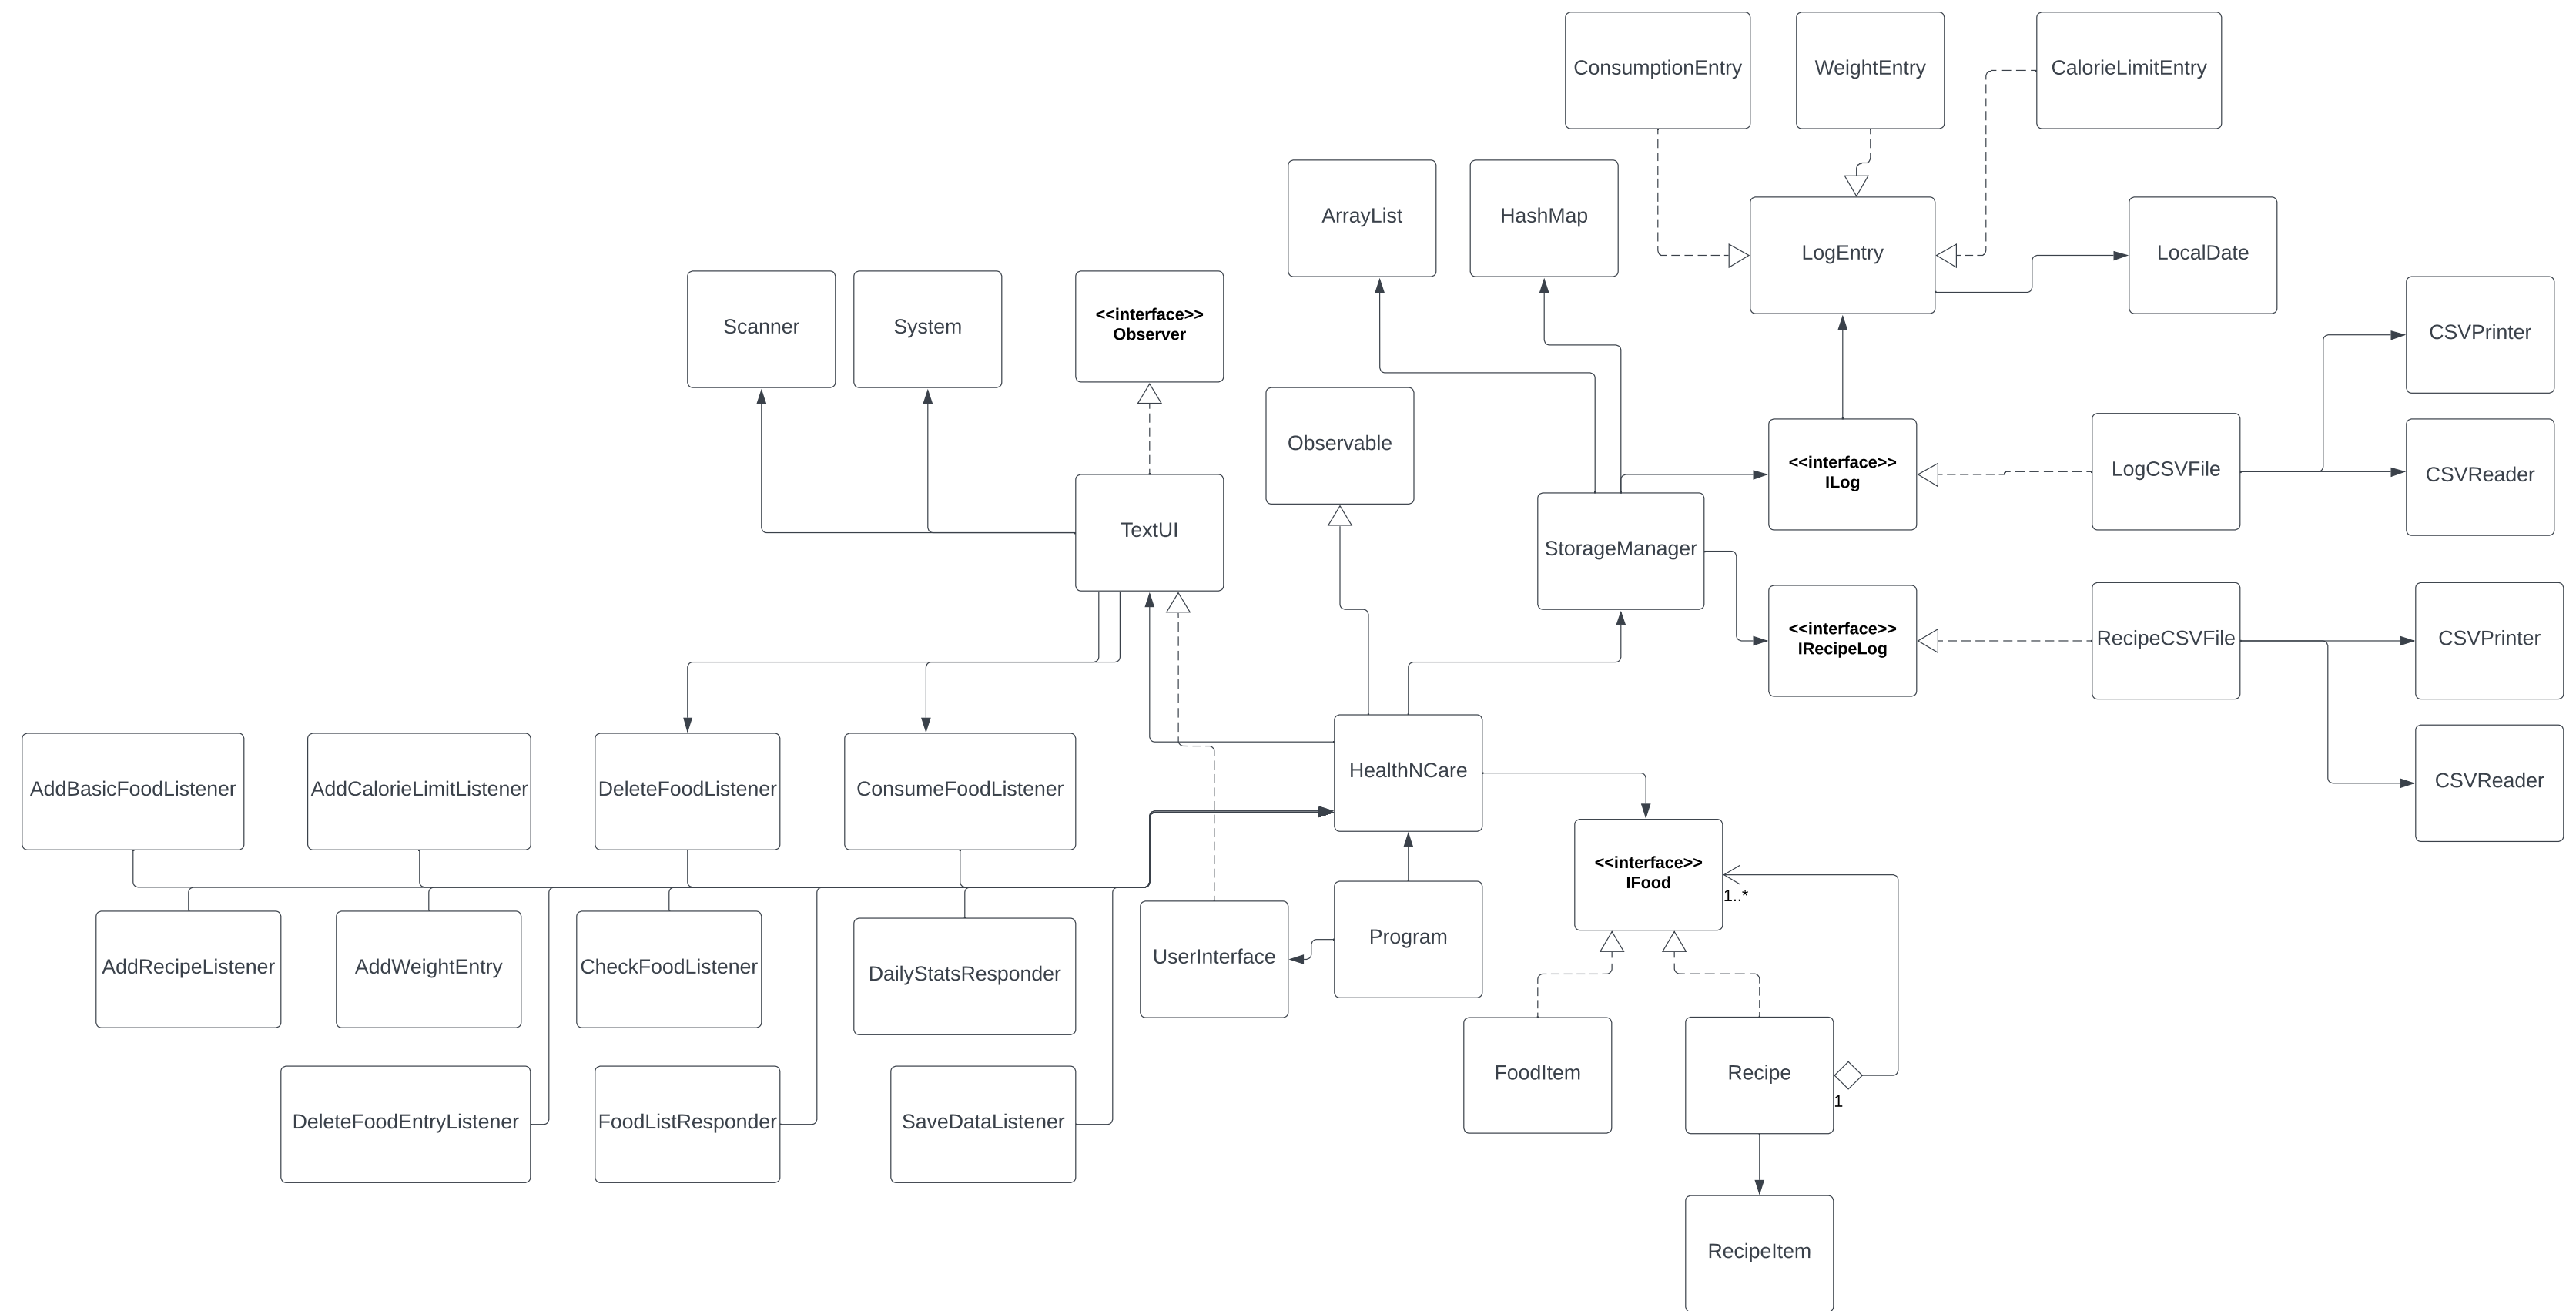 ConsumptionEntry
WeightEntry
CalorieLimitEntry
ArrayList
HashMap
LogEntry
LocalDate
Scanner
System
<<interface>>
Observer
CSVPrinter
Observable
<<interface>>
ILog
LogCSVFile
CSVReader
TextUI
StorageManager
<<interface>>
IRecipeLog
RecipeCSVFile
CSVPrinter
AddBasicFoodListener
AddCalorieLimitListener
DeleteFoodListener
ConsumeFoodListener
HealthNCare
CSVReader
<<interface>>
IFood
1..*
AddRecipeListener
AddWeightEntry
CheckFoodListener
DailyStatsResponder
UserInterface
Program
FoodItem
Recipe
1
DeleteFoodEntryListener
FoodListResponder
SaveDataListener
RecipeItem